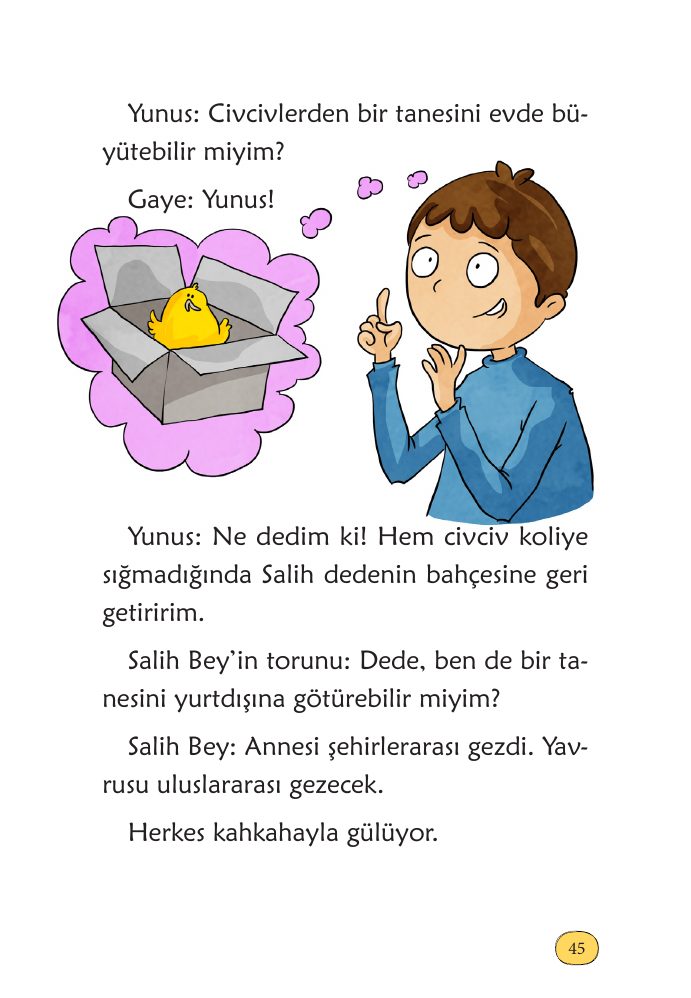 Yunus: Civcivlerden bir tanesini evde bü-
yütebilir miyim?
Gaye: Yunus!
Yunus: Ne dedim ki! Hem civciv koliye
sığmadığında Salih dedenin bahçesine geri
getiririm.
Salih Bey’in torunu: Dede, ben de bir ta-
nesini yurtdışına götürebilir miyim?
Salih Bey: Annesi şehirlerarası gezdi. Yav-
rusu uluslararası gezecek.
Herkes kahkahayla gülüyor.
45